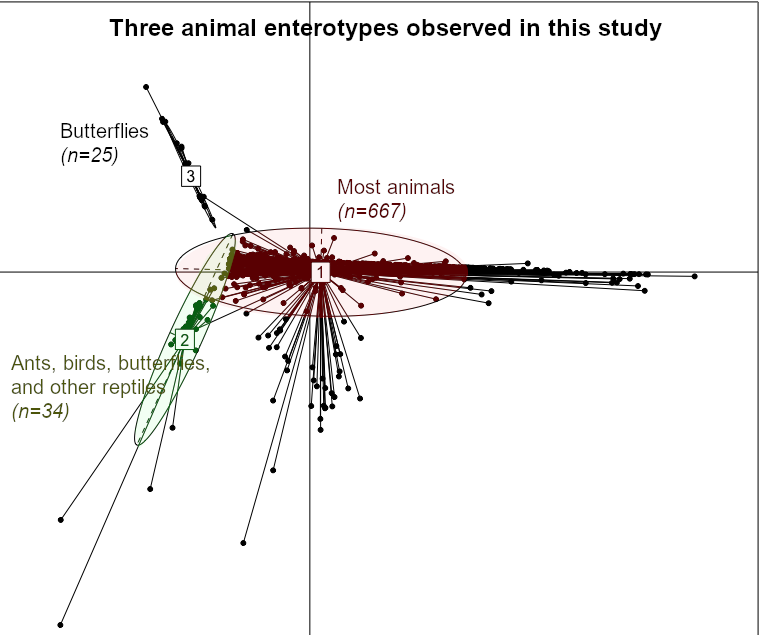 Three animal enterotypes observed in this study
Butterflies
(n=25)
3
Most animals
(n=667)
1
2
Ants, birds, butterflies,
and other reptiles
(n=34)